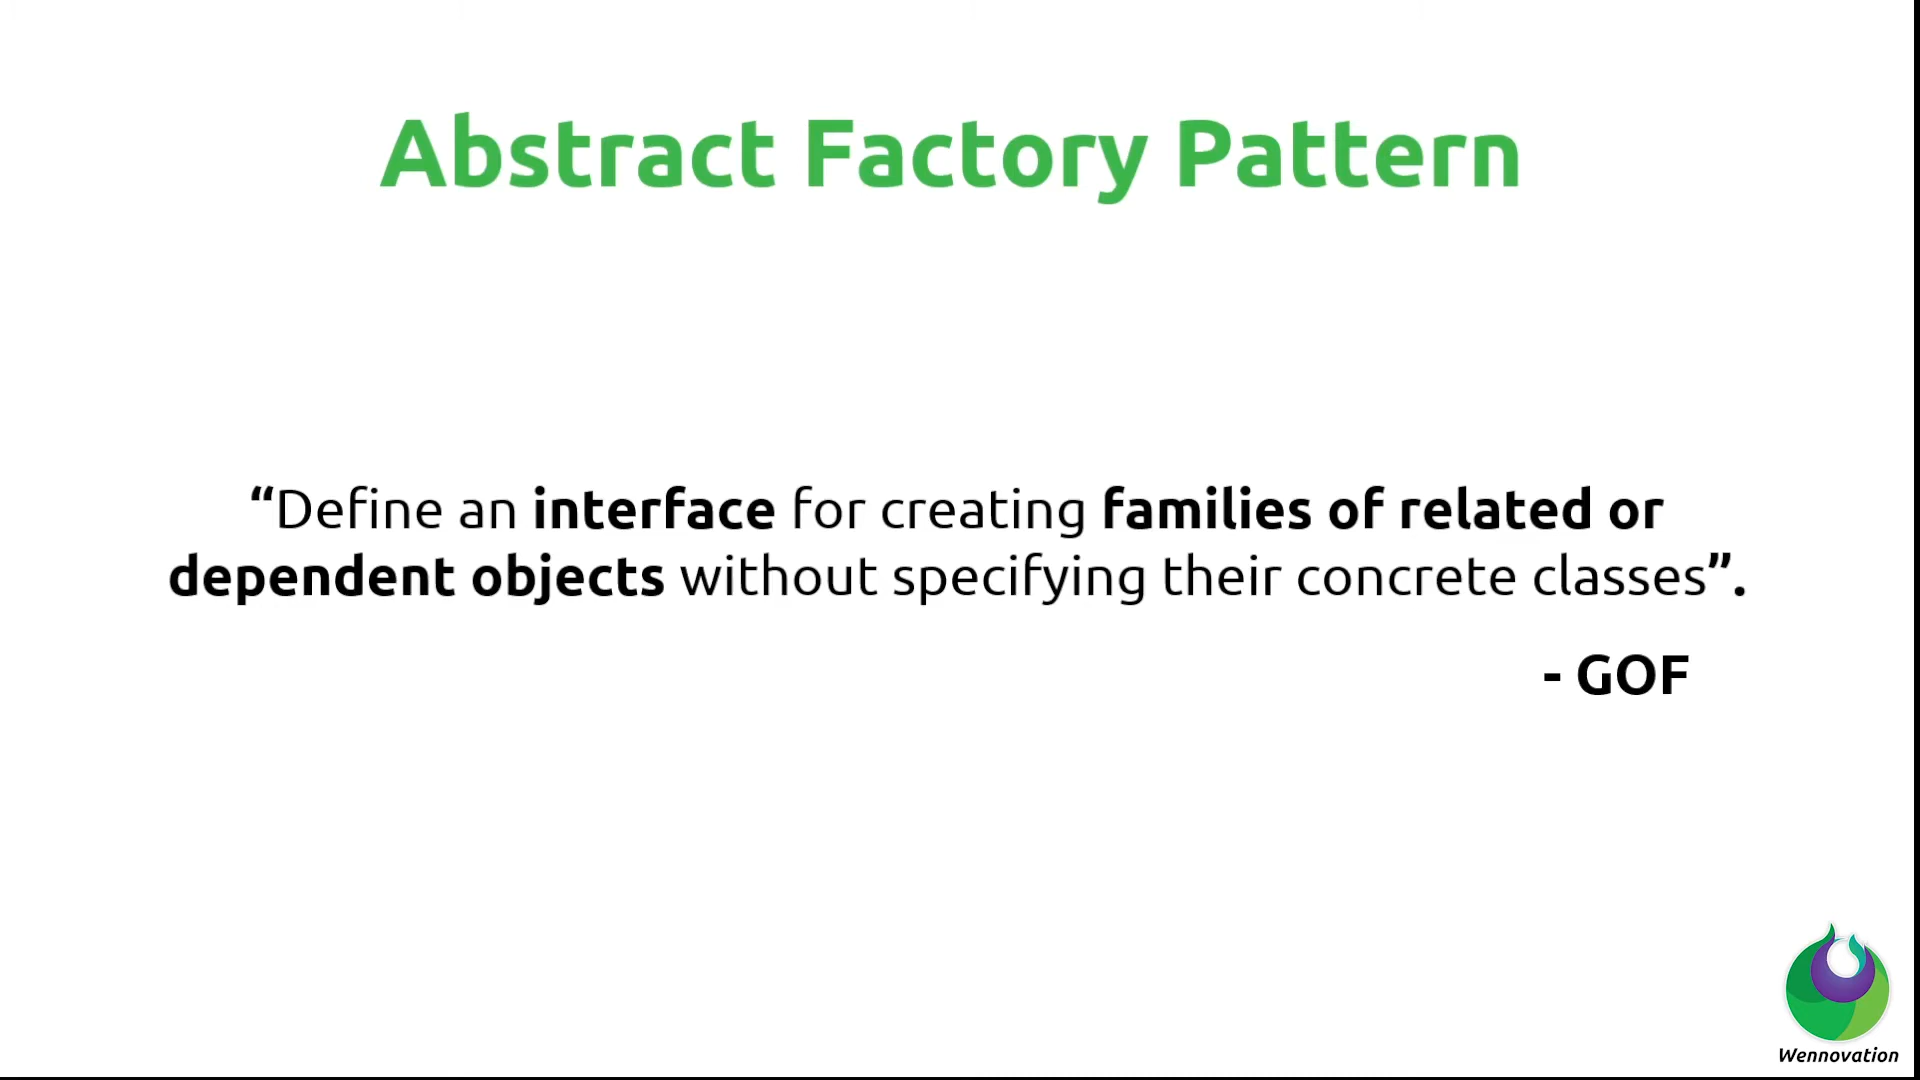 Abstract Factory Pattern
“Define an interface for creating families of related or
dependent objects without specifying their concrete classes”.
- GOF
Wennovation